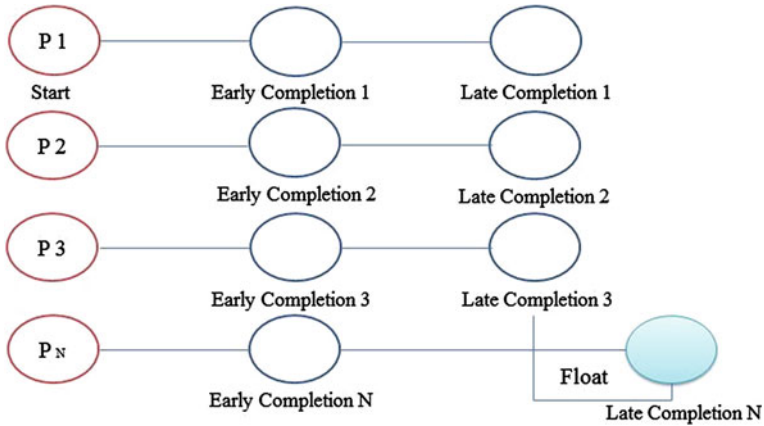 P 1
Start
Early Completion 1
Late Completion 1
P 2
Early Completion 2
Late Completion 2
P 3
Early Completion 3
Late Completion 3
P N
Early Completion N
Float
Late Completion N